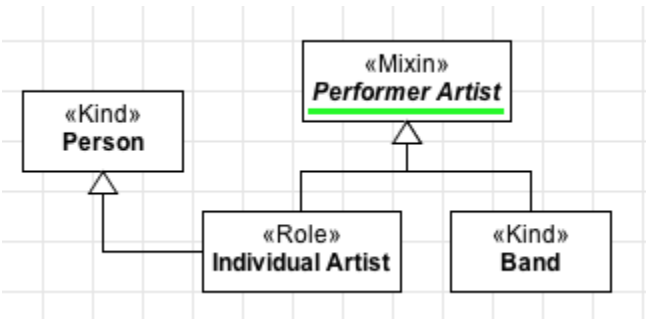 «Mixin»
Performer Artist
«Kind»
Person
«Role»
Individual Artist
«Kind»
Band